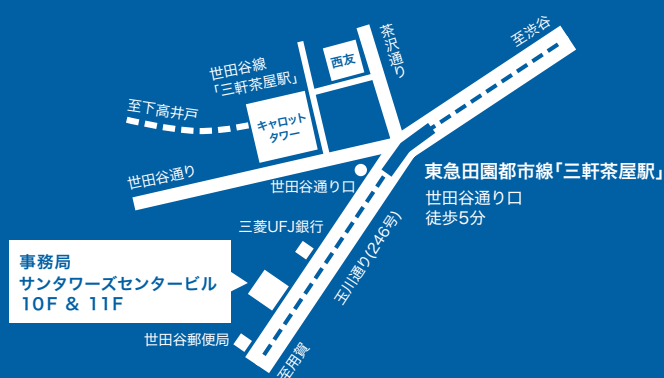 至渋谷
茶沢通り
西友
世田谷線
「三軒茶屋駅」
至下高井戸
キャロット
タワー
世田谷通り
世田谷通り口
東急田園都市線「三軒茶屋駅」
世田谷通り口
徒歩5分
三菱UFJ銀行
玉川通り(246号)
事務局
サンタワーズセンタービル
10F & 11F
世田谷郵便局
至用賀